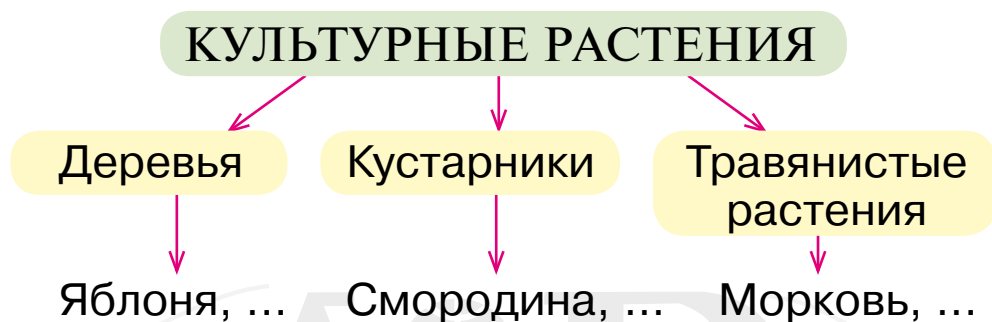 КУЛЬТУРНЫЕ РАСТЕНИЯ
Деревья
Кустарники
Травянистые
растения
Яблоня, ...
Смородина, ...
Морковь, ...